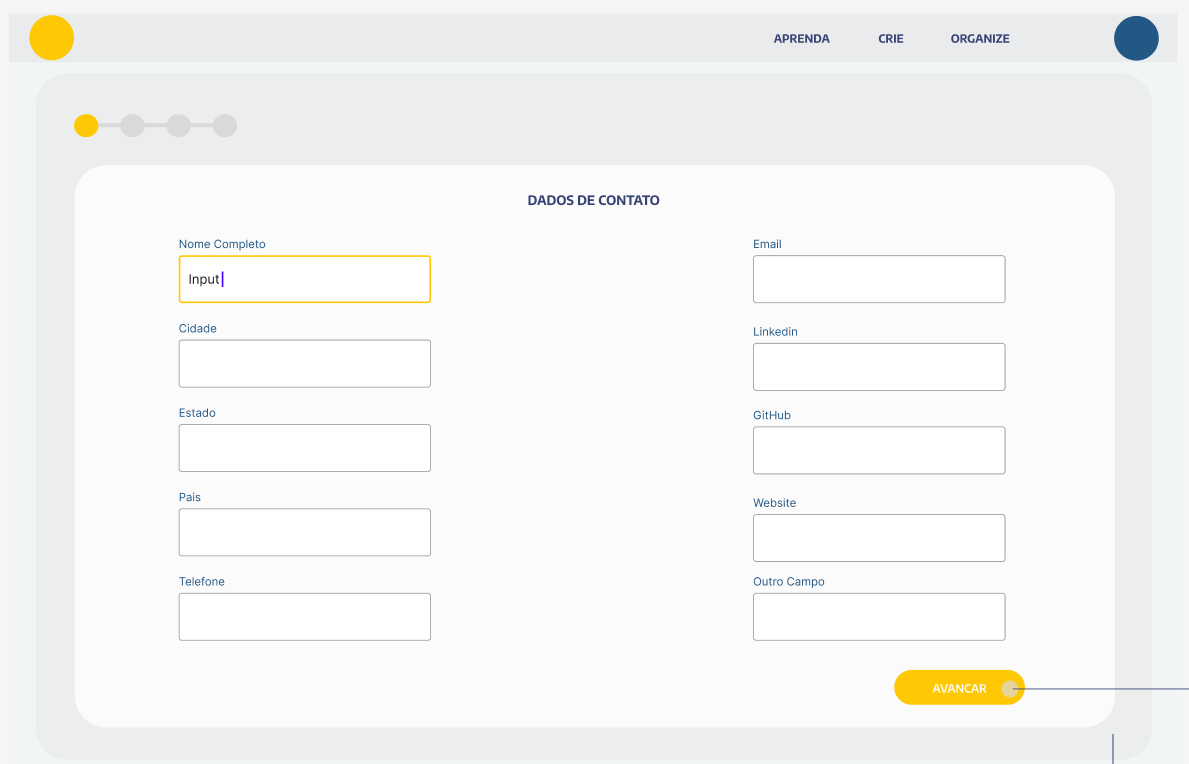 APRENDA CRIE ORGANIZE
DADOS DE CONTATO
Nome Completo
Input
Cidade
Estado
Pais
Telefone
Email
Linkedin
GitHub
Website
Outro Campo
AVANCAR